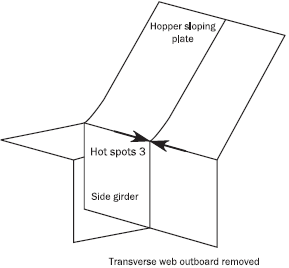 Hopper sloping
plate
Hot spots 3
Side girder
Transverse web outboard removed